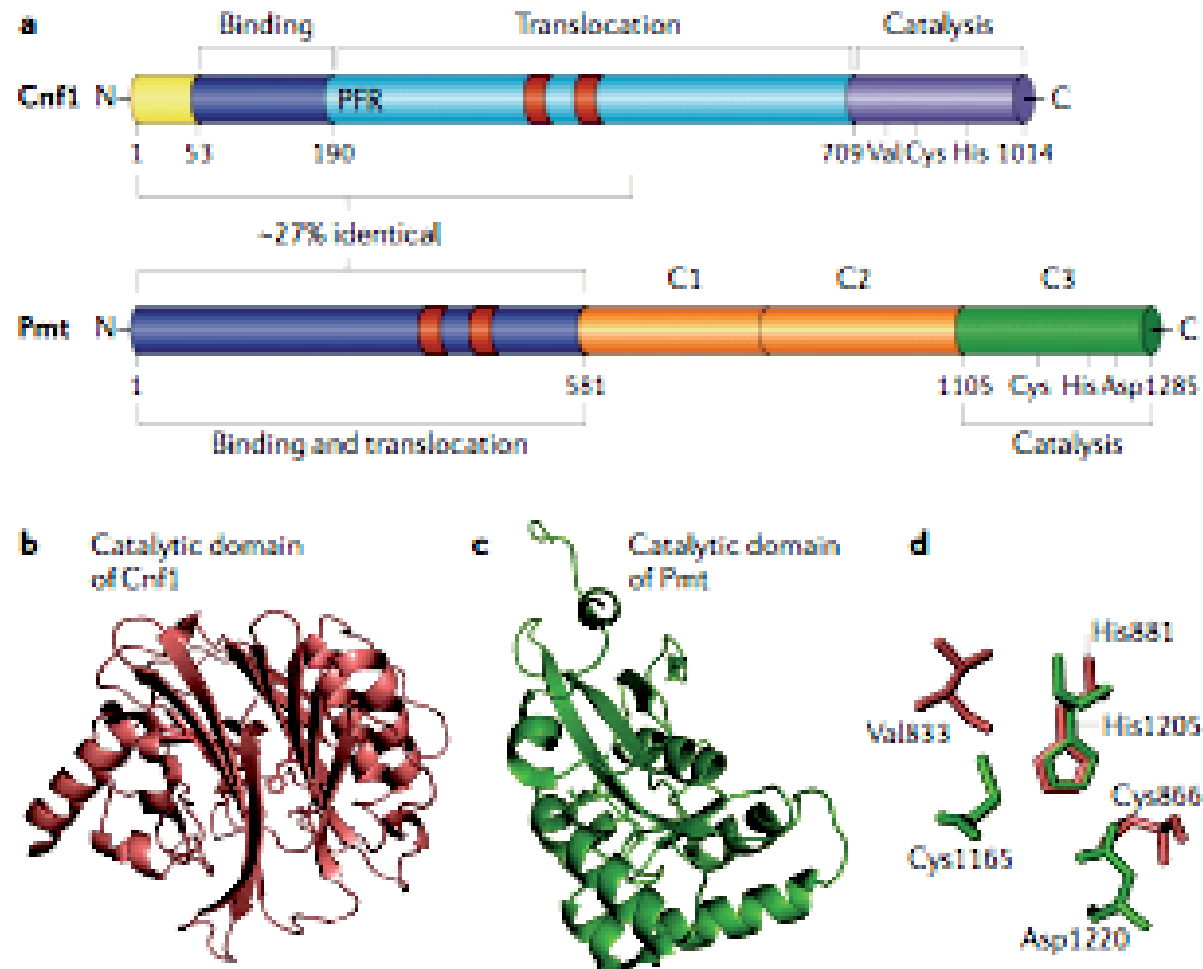 a
Binding Translocation Catalysis
Cnf1 N PFR C
1 53 190 709 Val Cys His 1014
~27% identical
C1 C2 C3
Pmt N C
1 581 1105 Cys His Asp 1285
Binding and translocation Catalysis
b Catalytic domain
of Cnf1
c Catalytic domain
of Pmt
d
His881
Val833
His1205
Cys866
Cys1165
Asp1220